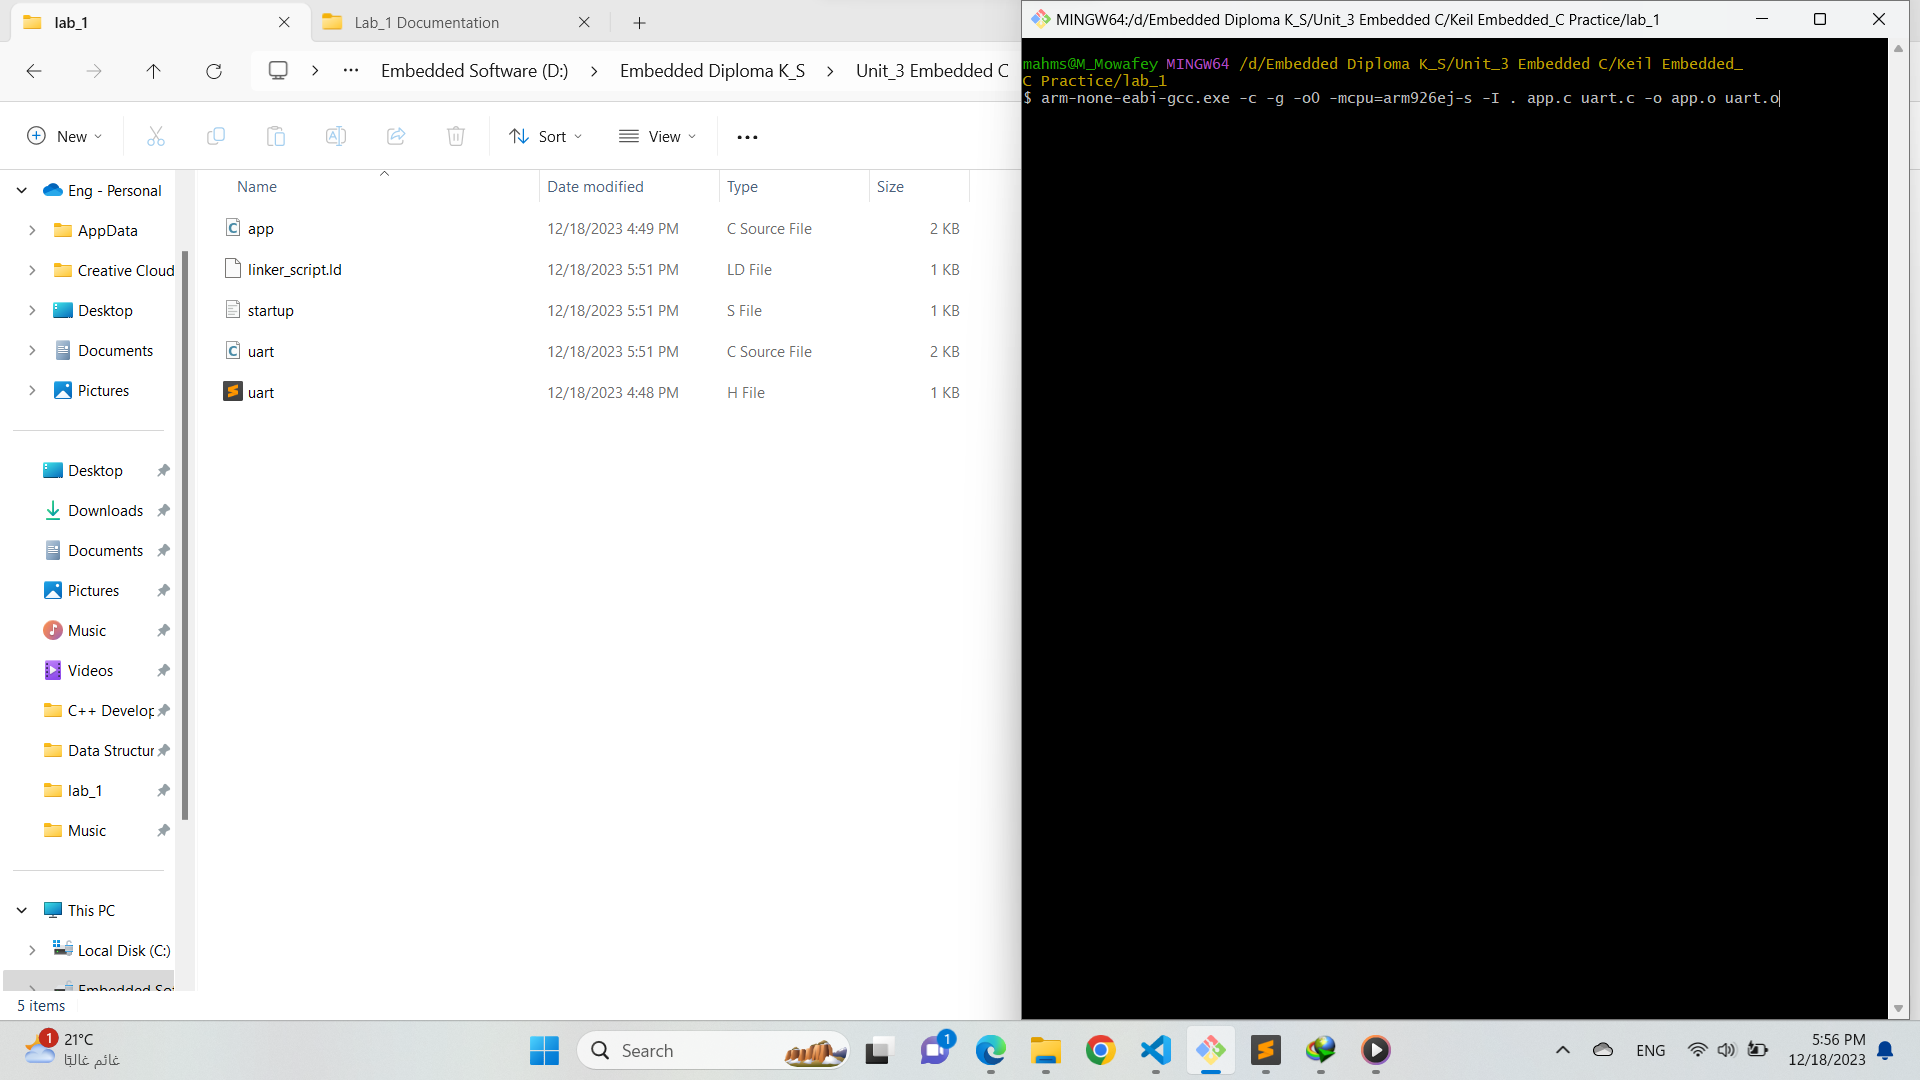 lab_1
Lab_1 Documentation
Embedded Software (D:)
Embedded Diploma K_S
Unit_3 Embedded C
New
Sort
View
Name
Date modified
Type
Size
app
12/18/2023 4:49 PM
C Source File
2 KB
linker_script.ld
12/18/2023 5:51 PM
LD File
1 KB
startup
12/18/2023 5:51 PM
S File
1 KB
uart
12/18/2023 5:51 PM
C Source File
2 KB
uart
12/18/2023 4:48 PM
H File
1 KB
Eng - Personal
AppData
Creative Cloud
Desktop
Documents
Pictures
Desktop
Downloads
Documents
Pictures
Music
Videos
C++ Develop
Data Structur
lab_1
Music
This PC
Local Disk (C:)
Embedded Sof
5 items
MINGW64:/d/Embedded Diploma K_S/Unit_3 Embedded C/Keil Embedded_C Practice/lab_1
mahms@M_Mowafey MINGW64 /d/Embedded Diploma K_S/Unit_3 Embedded C/Keil Embedded_
C Practice/lab_1
$ arm-none-eabi-gcc.exe -c -g -oO -mcpu=arm926ej-s -I . app.c uart.c -o app.o uart.o
1
21°C
غائم غالبًا
Search
1
ENG
5:56 PM
12/18/2023